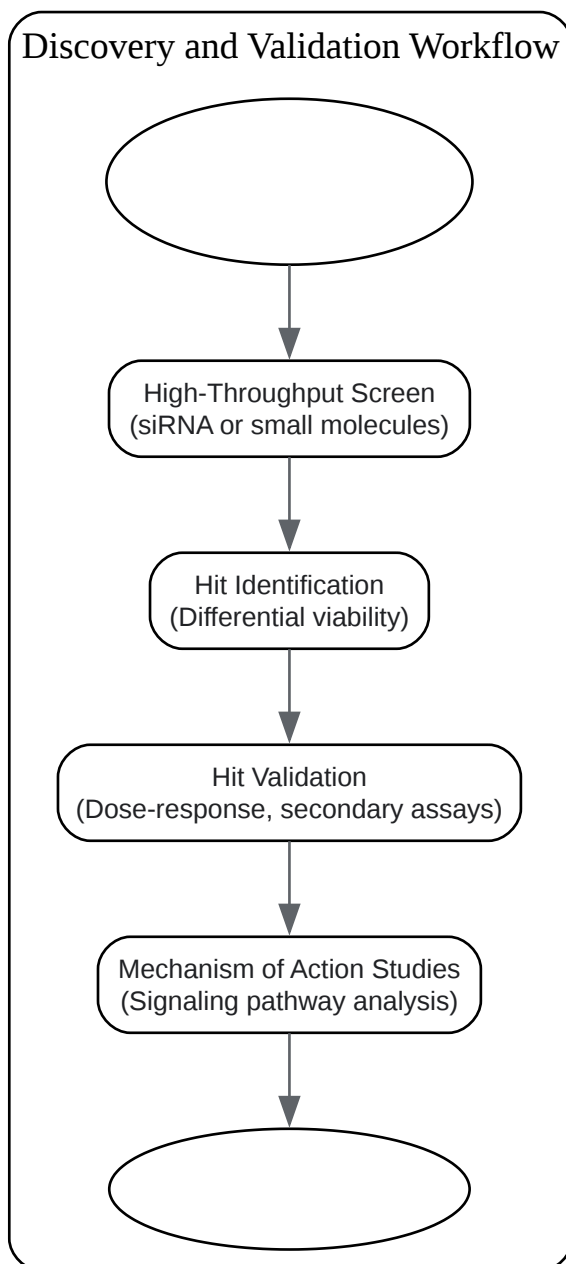 Discovery and Validation Workflow
High-Throughput Screen
(siRNA or small molecules)
Hit Identification
(Differential viability)
Hit Validation
(Dose-response, secondary assays)
Mechanism of Action Studies
(Signaling pathway analysis)